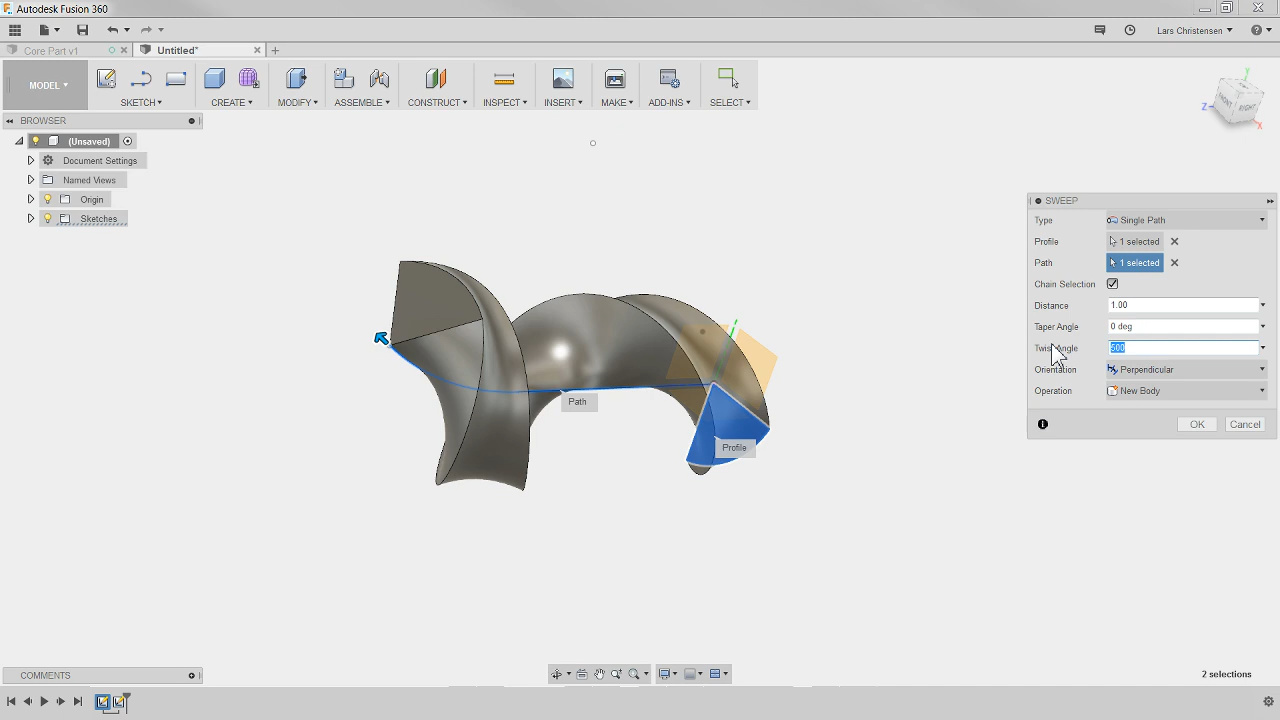 Autodesk Fusion 360
Lars Christensen
Core Part v1
Untitled*
MODEL
SKETCH
CREATE
MODIFY
ASSEMBLE
CONSTRUCT
INSPECT
INSERT
MAKE
ADD-INS
SELECT
BROWSER
(Unsaved)
Document Settings
Named Views
Origin
Sketches
Y
FRONT
RIGHT
Z
X
SWEEP
Type Single Path
Profile 1 selected
Path 1 selected
Chain Selection
Distance 1.00
Taper Angle 0 deg
Twist Angle 500
Orientation Perpendicular
Operation New Body
OK Cancel
Path
Profile
COMMENTS
2 selections